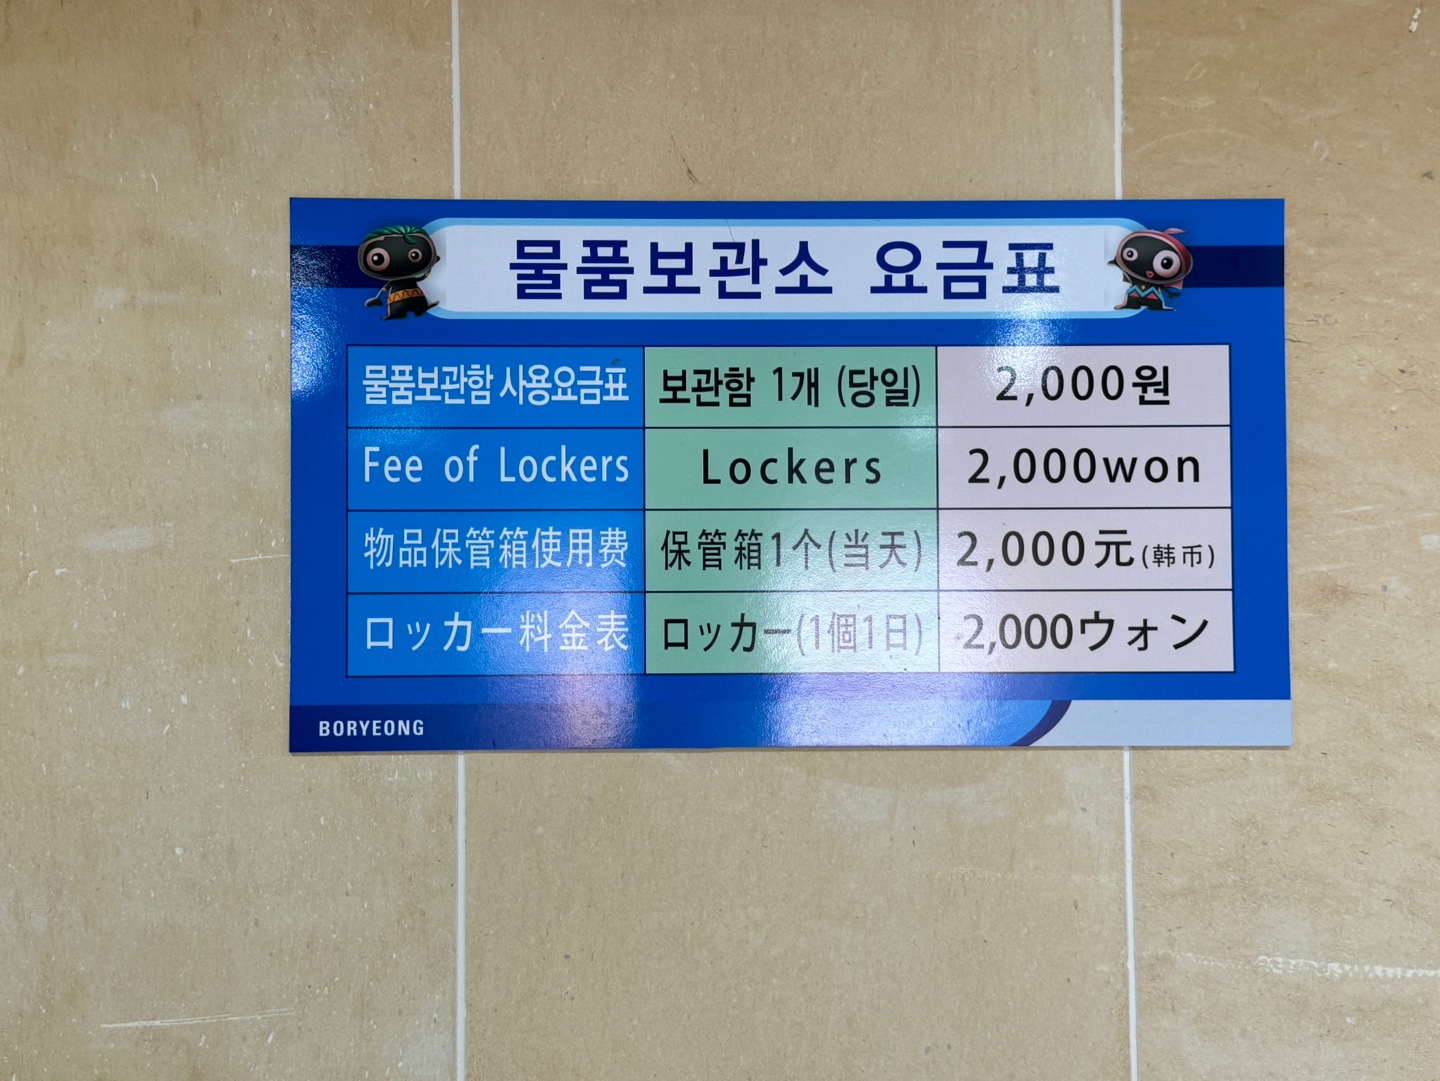 물품보관소 요금표
물품보관함 사용요금표 보관함 1개 (당일) 2,000원
Fee of Lockers Lockers 2,000won
物品保管箱使用费 保管箱1个(当天) 2,000元(韩币)
ロッカー料金表 ロッカー(1個1日) 2,000ウォン
BORYEONG